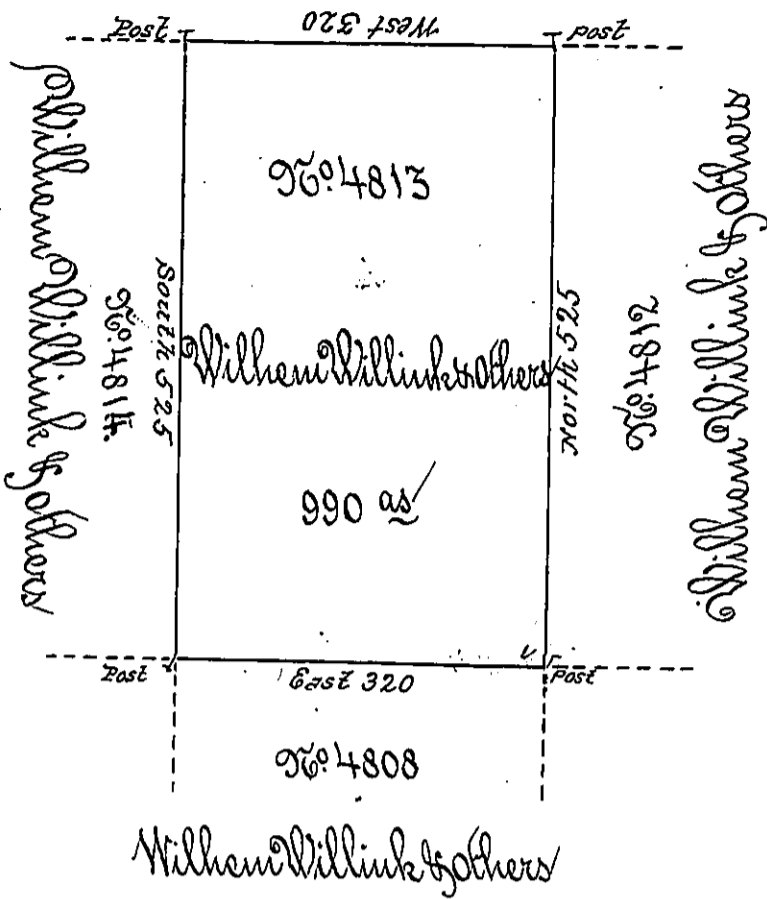 Post
West 320
Post
No. 4813
Wilhem Willink & others
990 as
Wilhem Willink & others
No. 4814.
South 525
North 525
No. 4812
Wilhem Willink & others
Post
East 320
Post
No. 4808
Wilhem Willink & others